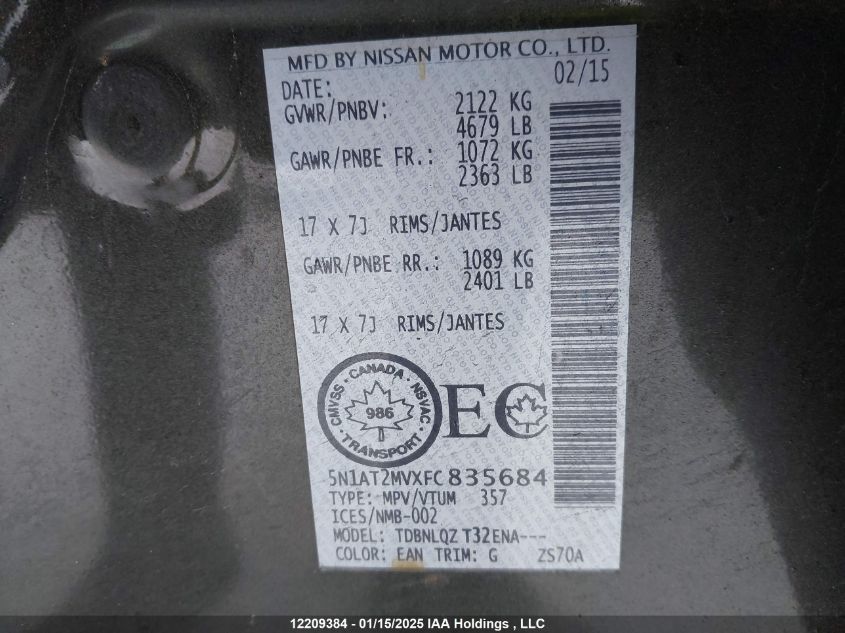 MFD BY NISSAN MOTOR CO., LTD.
DATE: 02/15
GVWR/PNBV: 2122 KG
4679 LB
GAWR/PNBE FR.: 1072 KG
2363 LB
17 X 7J RIMS/JANTES
GAWR/PNBE RR.: 1089 KG
2401 LB
17 X 7J RIMS/JANTES
CMVSS · CANADA · NSVAC · TRANSPORT
986
EC
5N1AT2MVXFC835684
TYPE: MPV/VTUM 357
ICES/NMB-002
MODEL: TDBNLQZ T32ENA---
COLOR: EAN TRIM: G ZS70A
12209384 - 01/15/2025 IAA Holdings , LLC